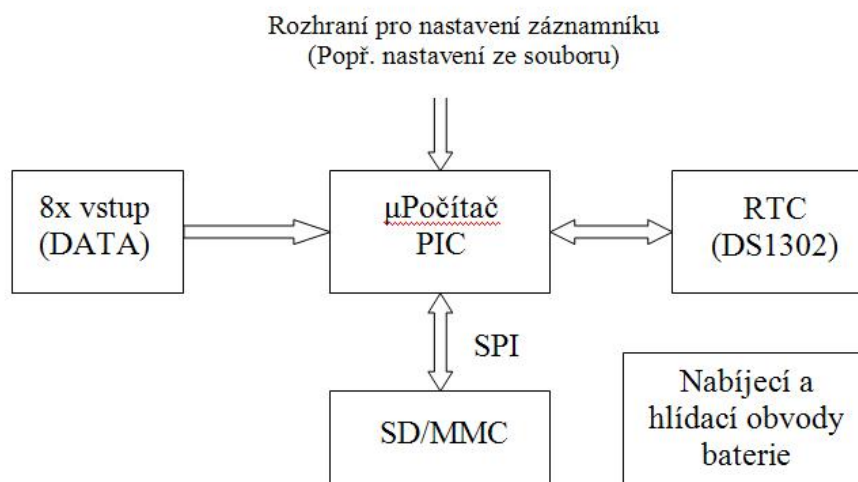 Rozhraní pro nastavení záznamníku
(Popř. nastavení ze souboru)
8x vstup
(DATA)
µPočítač
PIC
RTC
(DS1302)
SPI
SD/MMC
Nabíjecí a
hlídací obvody
baterie